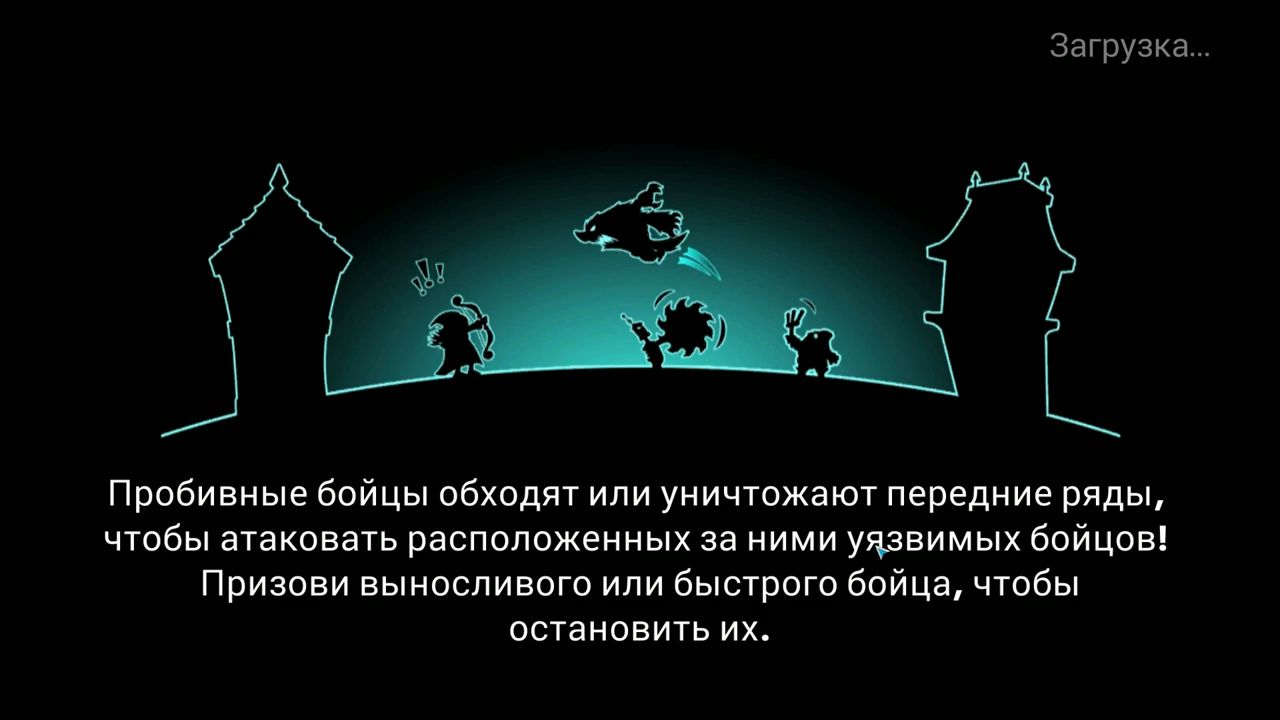 Загрузка...
!!!
Пробивные бойцы обходят или уничтожают передние ряды,
чтобы атаковать расположенных за ними уязвимых бойцов!
Призови выносливого или быстрого бойца, чтобы
остановить их.